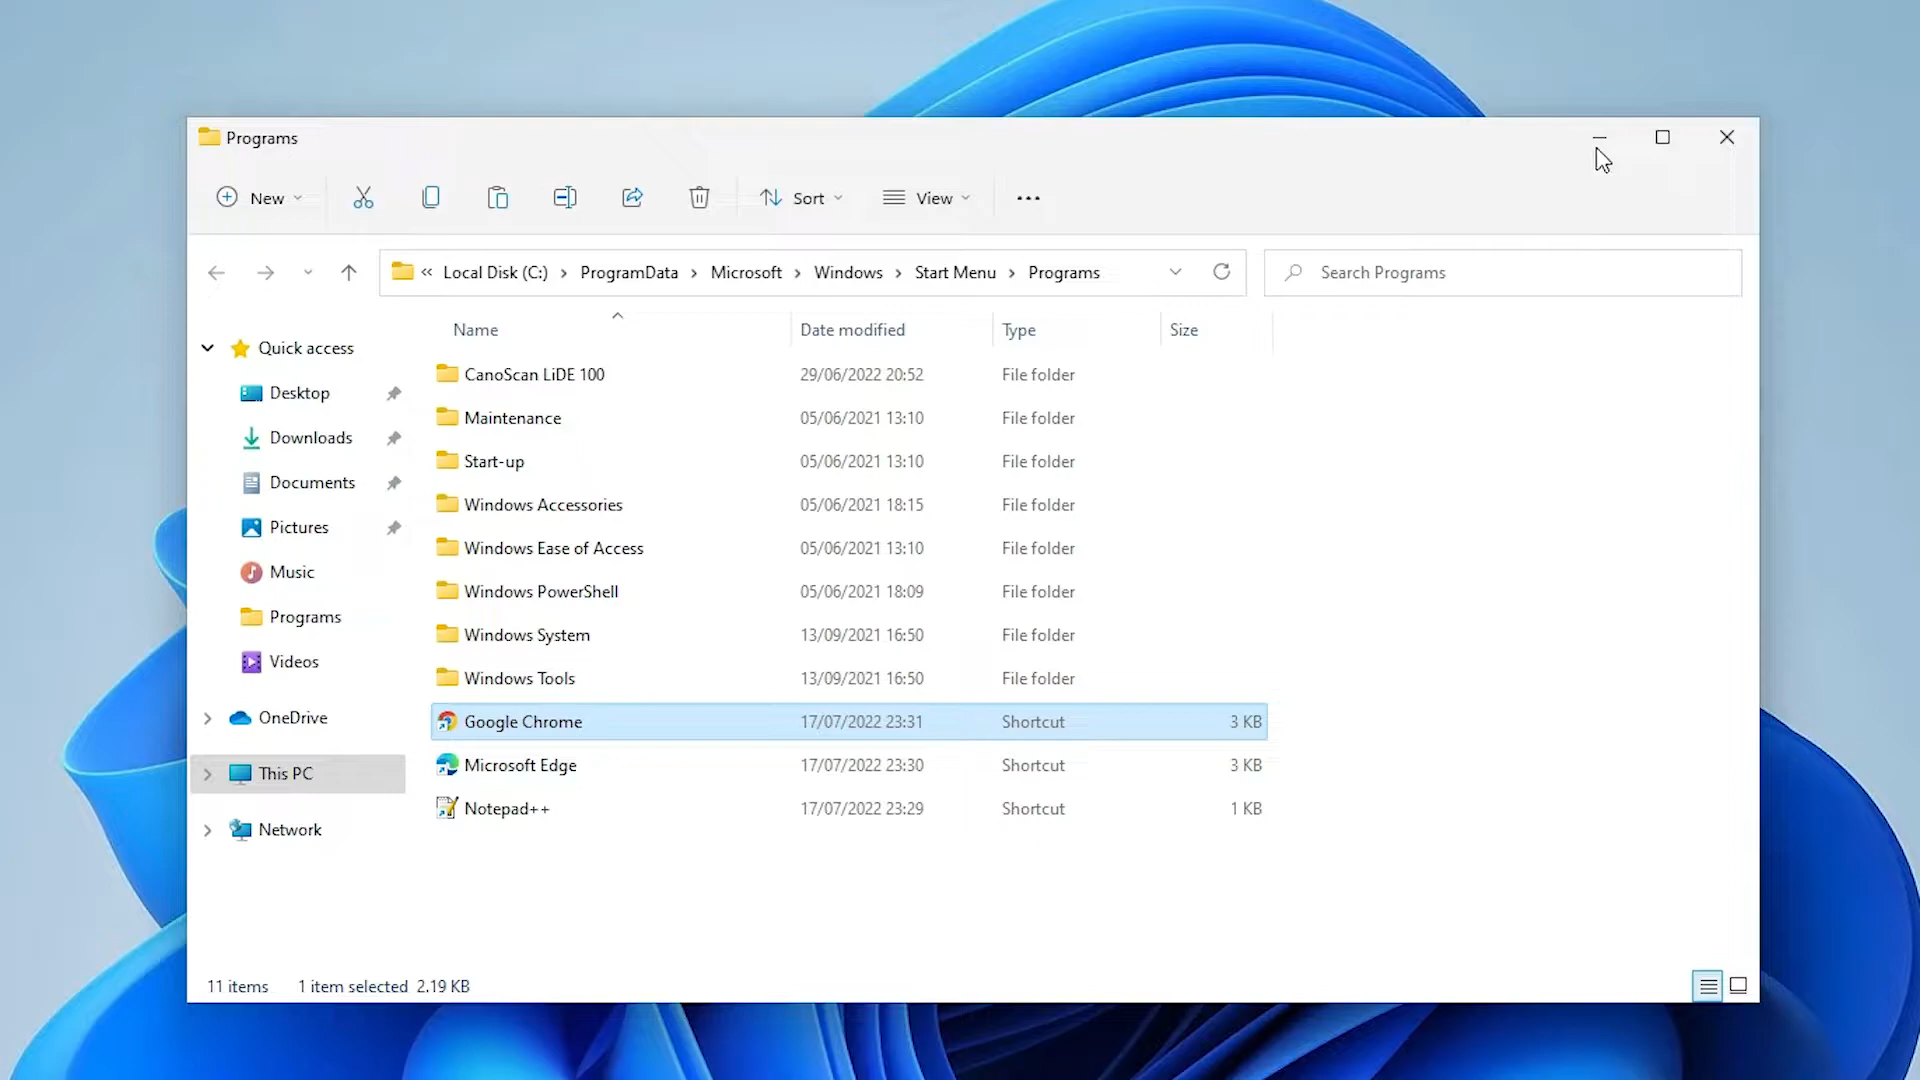 Programs
New
Sort
View
« Local Disk (C:) › ProgramData › Microsoft › Windows › Start Menu › Programs
Search Programs
Name Date modified Type Size
Quick access
Desktop
Downloads
Documents
Pictures
Music
Programs
Videos
OneDrive
This PC
Network
CanoScan LiDE 100 29/06/2022 20:52 File folder
Maintenance 05/06/2021 13:10 File folder
Start-up 05/06/2021 13:10 File folder
Windows Accessories 05/06/2021 18:15 File folder
Windows Ease of Access 05/06/2021 13:10 File folder
Windows PowerShell 05/06/2021 18:09 File folder
Windows System 13/09/2021 16:50 File folder
Windows Tools 13/09/2021 16:50 File folder
Google Chrome 17/07/2022 23:31 Shortcut 3 KB
Microsoft Edge 17/07/2022 23:30 Shortcut 3 KB
Notepad++ 17/07/2022 23:29 Shortcut 1 KB
11 items 1 item selected 2.19 KB